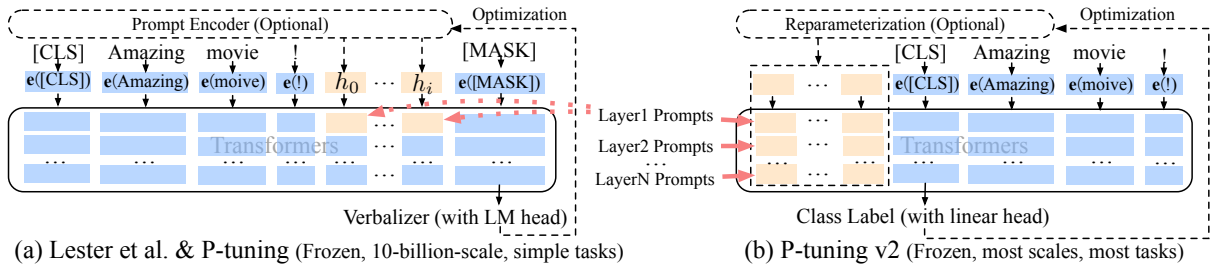 Prompt Encoder (Optional)
Optimization
[CLS] Amazing movie ! [MASK]
e([CLS]) e(Amazing) e(moive) e(!) h0 ... hi e([MASK])
...
Transformers
... ... ... ... ... ...
Verbalizer (with LM head)
(a) Lester et al. & P-tuning (Frozen, 10-billion-scale, simple tasks)
Layer1 Prompts
Layer2 Prompts
...
LayerN Prompts
Reparameterization (Optional)
Optimization
[CLS] Amazing movie !
... e([CLS]) e(Amazing) e(moive) e(!)
...
Transformers
... ... ... ... ... ...
Class Label (with linear head)
(b) P-tuning v2 (Frozen, most scales, most tasks)